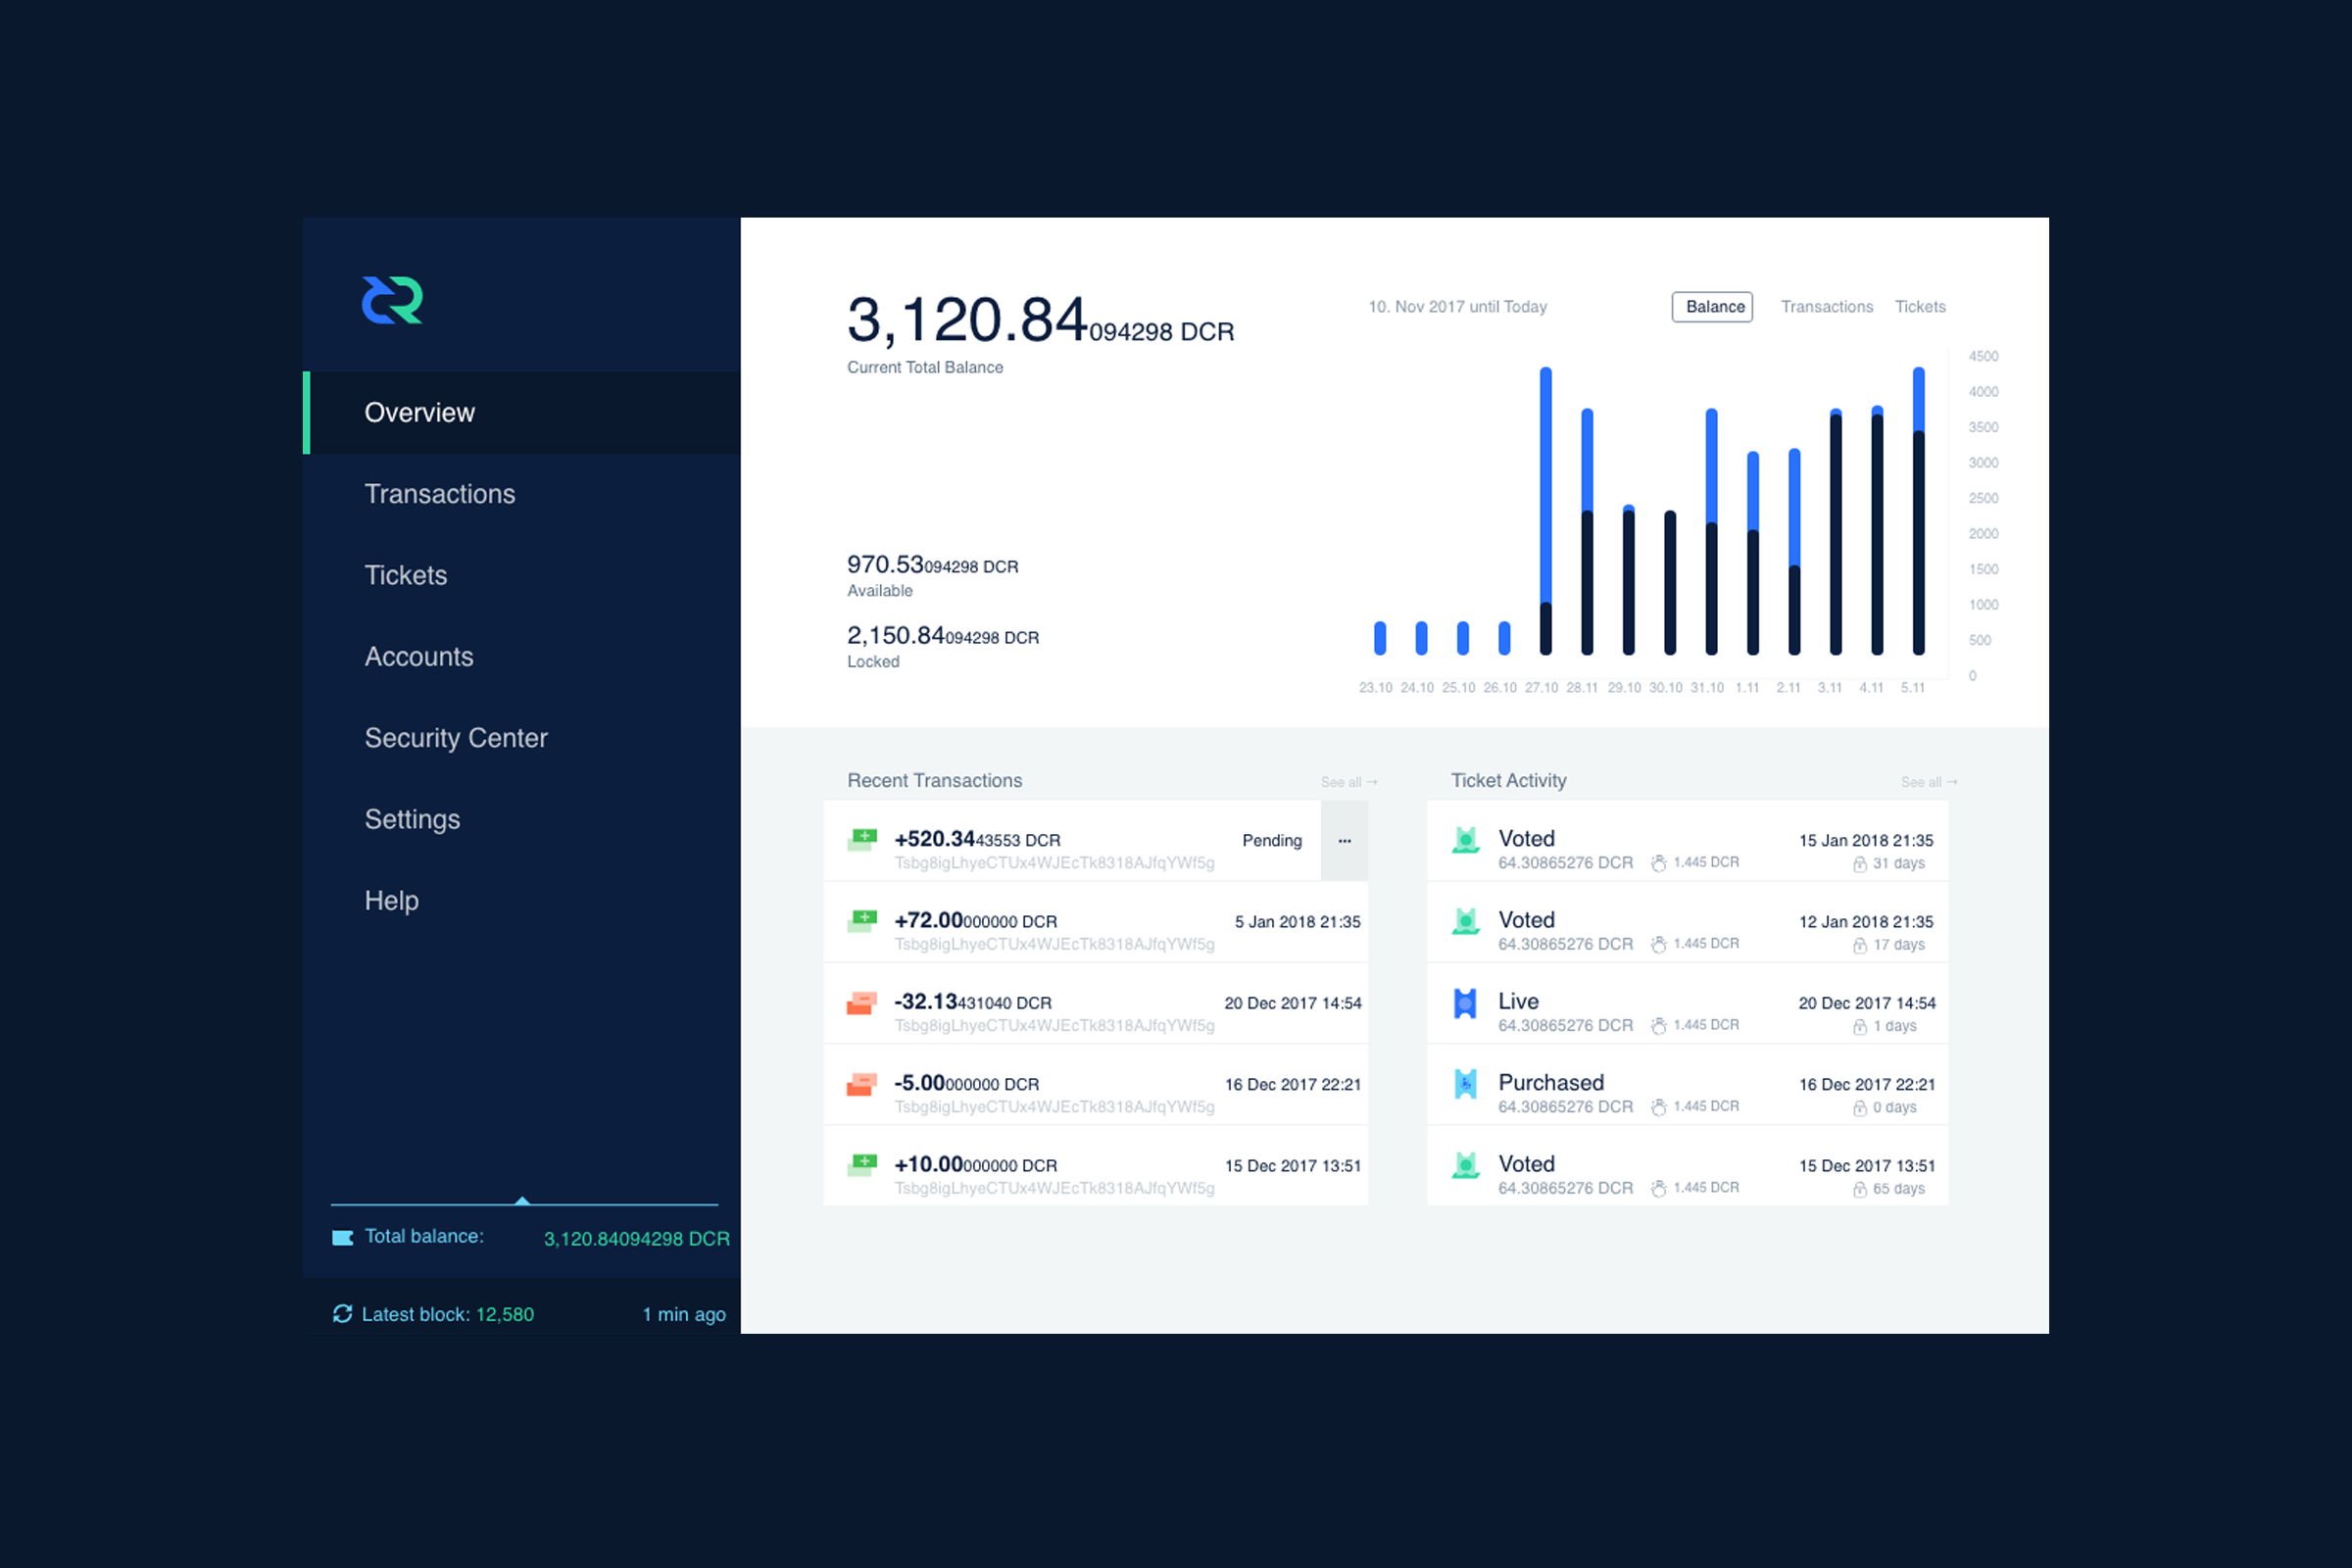 Overview
Transactions
Tickets
Accounts
Security Center
Settings
Help
Total balance: 3,120.84094298 DCR
Latest block: 12,580 1 min ago
3,120.84094298 DCR
Current Total Balance
970.53094298 DCR
Available
2,150.84094298 DCR
Locked
10. Nov 2017 until Today Balance Transactions Tickets
4500
4000
3500
3000
2500
2000
1500
1000
500
0
23.10 24.10 25.10 26.10 27.10 28.11 29.10 30.10 31.10 1.11 2.11 3.11 4.11 5.11
Recent Transactions See all →
+520.3443553 DCR Pending ...
Tsbg8igLhyeCTUx4WJEcTk8318AJfqYWf5g
+72.00000000 DCR 5 Jan 2018 21:35
Tsbg8igLhyeCTUx4WJEcTk8318AJfqYWf5g
-32.13431040 DCR 20 Dec 2017 14:54
Tsbg8igLhyeCTUx4WJEcTk8318AJfqYWf5g
-5.00000000 DCR 16 Dec 2017 22:21
Tsbg8igLhyeCTUx4WJEcTk8318AJfqYWf5g
+10.00000000 DCR 15 Dec 2017 13:51
Tsbg8igLhyeCTUx4WJEcTk8318AJfqYWf5g
Ticket Activity See all →
Voted 15 Jan 2018 21:35
64.30865276 DCR 1.445 DCR 31 days
Voted 12 Jan 2018 21:35
64.30865276 DCR 1.445 DCR 17 days
Live 20 Dec 2017 14:54
64.30865276 DCR 1.445 DCR 1 days
Purchased 16 Dec 2017 22:21
64.30865276 DCR 1.445 DCR 0 days
Voted 15 Dec 2017 13:51
64.30865276 DCR 1.445 DCR 65 days